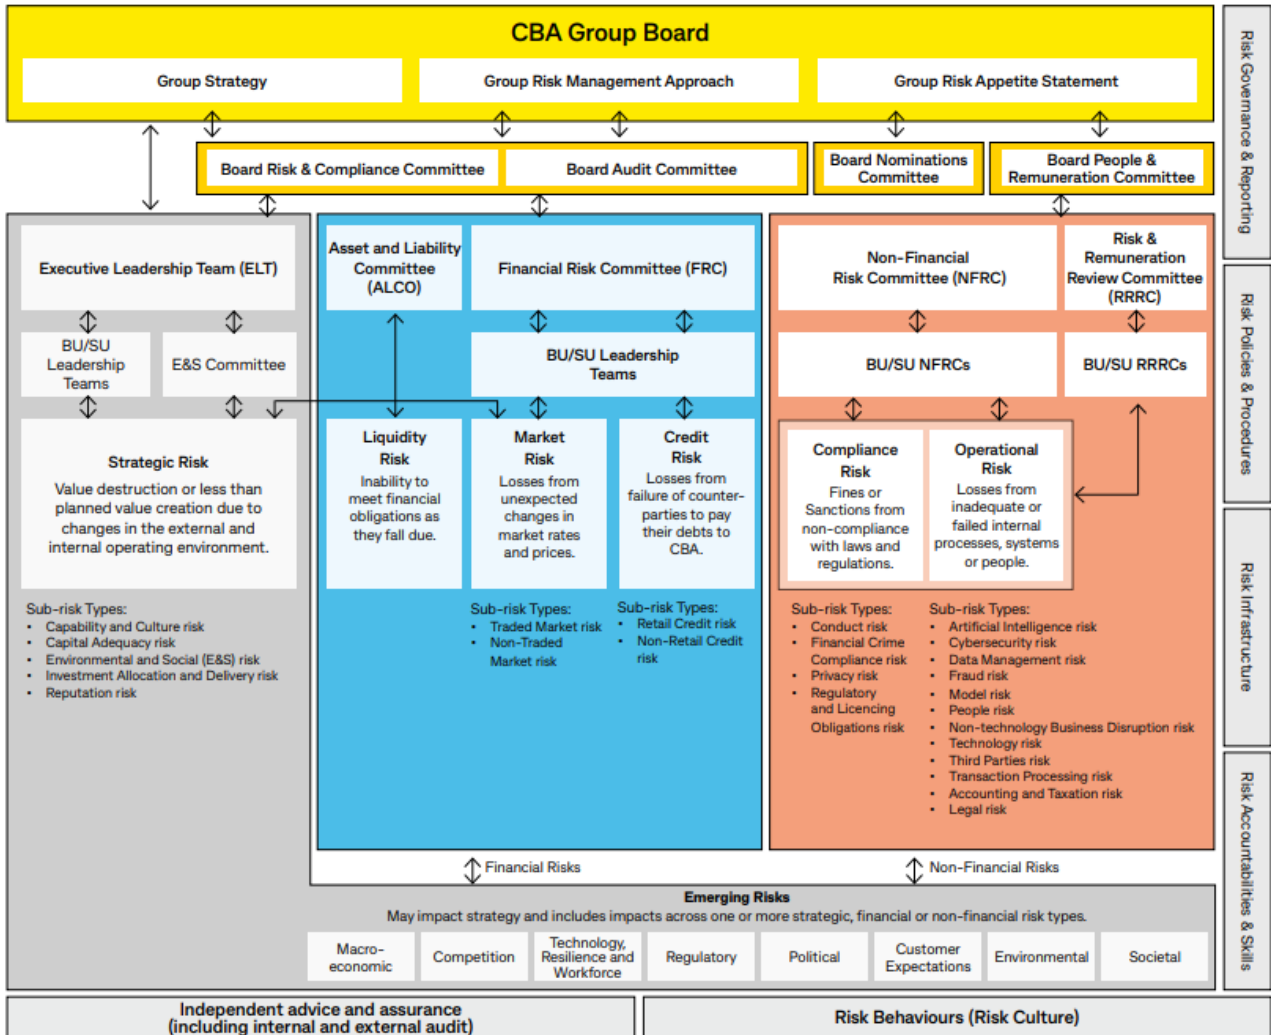 CBA Group Board
Group Strategy
Group Risk Management Approach
Group Risk Appetite Statement
Board Risk & Compliance Committee
Board Audit Committee
Board Nominations
Committee
Board People &
Remuneration Committee
Executive Leadership Team (ELT)
BU/SU
Leadership
Teams
E&S Committee
Strategic Risk
Value destruction or less than
planned value creation due to
changes in the external and
internal operating environment.
Sub-risk Types:
• Capability and Culture risk
• Capital Adequacy risk
• Environmental and Social (E&S) risk
• Investment Allocation and Delivery risk
• Reputation risk
Asset and Liability
Committee
(ALCO)
Financial Risk Committee (FRC)
BU/SU Leadership
Teams
Liquidity
Risk
Inability to
meet financial
obligations as
they fall due.
Market
Risk
Losses from
unexpected
changes in
market rates
and prices.
Sub-risk Types:
• Traded Market risk
• Non-Traded
Market risk
Credit
Risk
Losses from
failure of counter-
parties to pay
their debts to
CBA.
Sub-risk Types:
• Retail Credit risk
• Non-Retail Credit
risk
Non-Financial
Risk Committee (NFRC)
Risk &
Remuneration
Review Committee
(RRRC)
BU/SU NFRCs
BU/SU RRRCs
Compliance
Risk
Fines or
Sanctions from
non-compliance
with laws and
regulations.
Sub-risk Types:
• Conduct risk
• Financial Crime
Compliance risk
• Privacy risk
• Regulatory
and Licencing
Obligations risk
Operational
Risk
Losses from
inadequate or
failed internal
processes, systems
or people.
Sub-risk Types:
• Artificial Intelligence risk
• Cybersecurity risk
• Data Management risk
• Fraud risk
• Model risk
• People risk
• Non-technology Business Disruption risk
• Technology risk
• Third Parties risk
• Transaction Processing risk
• Accounting and Taxation risk
• Legal risk
Financial Risks
Non-Financial Risks
Emerging Risks
May impact strategy and includes impacts across one or more strategic, financial or non-financial risk types.
Macro-
economic
Competition
Technology,
Resilience and
Workforce
Regulatory
Political
Customer
Expectations
Environmental
Societal
Independent advice and assurance
(including internal and external audit)
Risk Behaviours (Risk Culture)
Risk Governance & Reporting
Risk Policies & Procedures
Risk Infrastructure
Risk Accountabilities & Skills